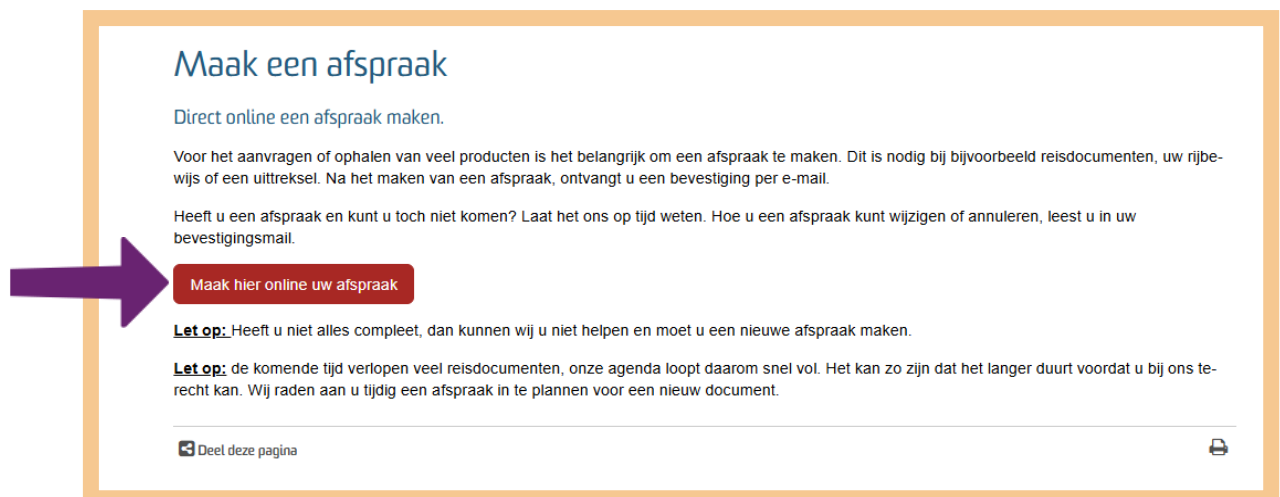 Maak een afspraak
Direct online een afspraak maken.
Voor het aanvragen of ophalen van veel producten is het belangrijk om een afspraak te maken. Dit is nodig bij bijvoorbeeld reisdocumenten, uw rijbe-
wijs of een uittreksel. Na het maken van een afspraak, ontvangt u een bevestiging per e-mail.
Heeft u een afspraak en kunt u toch niet komen? Laat het ons op tijd weten. Hoe u een afspraak kunt wijzigen of annuleren, leest u in uw
bevestigingsmail.
Maak hier online uw afspraak
Let op: Heeft u niet alles compleet, dan kunnen wij u niet helpen en moet u een nieuwe afspraak maken.
Let op: de komende tijd verlopen veel reisdocumenten, onze agenda loopt daarom snel vol. Het kan zo zijn dat het langer duurt voordat u bij ons te-
recht kan. Wij raden aan u tijdig een afspraak in te plannen voor een nieuw document.
Deel deze pagina